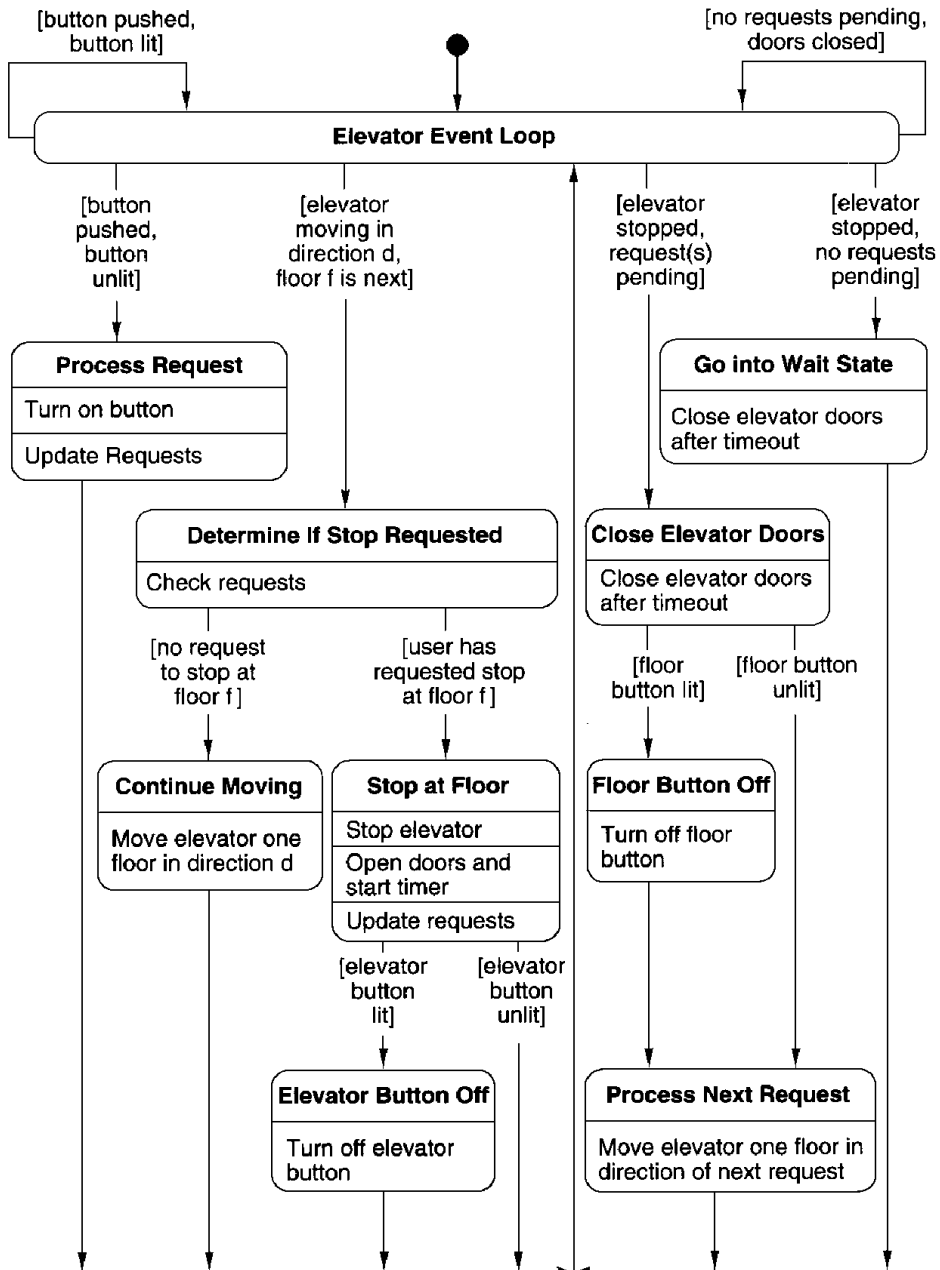 [button pushed,
button lit]
[no requests pending,
doors closed]
Elevator Event Loop
[button
pushed,
button
unlit]
[elevator
moving in
direction d,
floor f is next]
[elevator
stopped,
request(s)
pending]
[elevator
stopped,
no requests
pending]
Process Request
Turn on button
Update Requests
Go into Wait State
Close elevator doors
after timeout
Determine If Stop Requested
Check requests
Close Elevator Doors
Close elevator doors
after timeout
[no request
to stop at
floor f]
[user has
requested stop
at floor f]
[floor
button lit]
[floor button
unlit]
Continue Moving
Move elevator one
floor in direction d
Stop at Floor
Stop elevator
Open doors and
start timer
Update requests
Floor Button Off
Turn off floor
button
[elevator
button
lit]
[elevator
button
unlit]
Elevator Button Off
Turn off elevator
button
Process Next Request
Move elevator one floor in
direction of next request